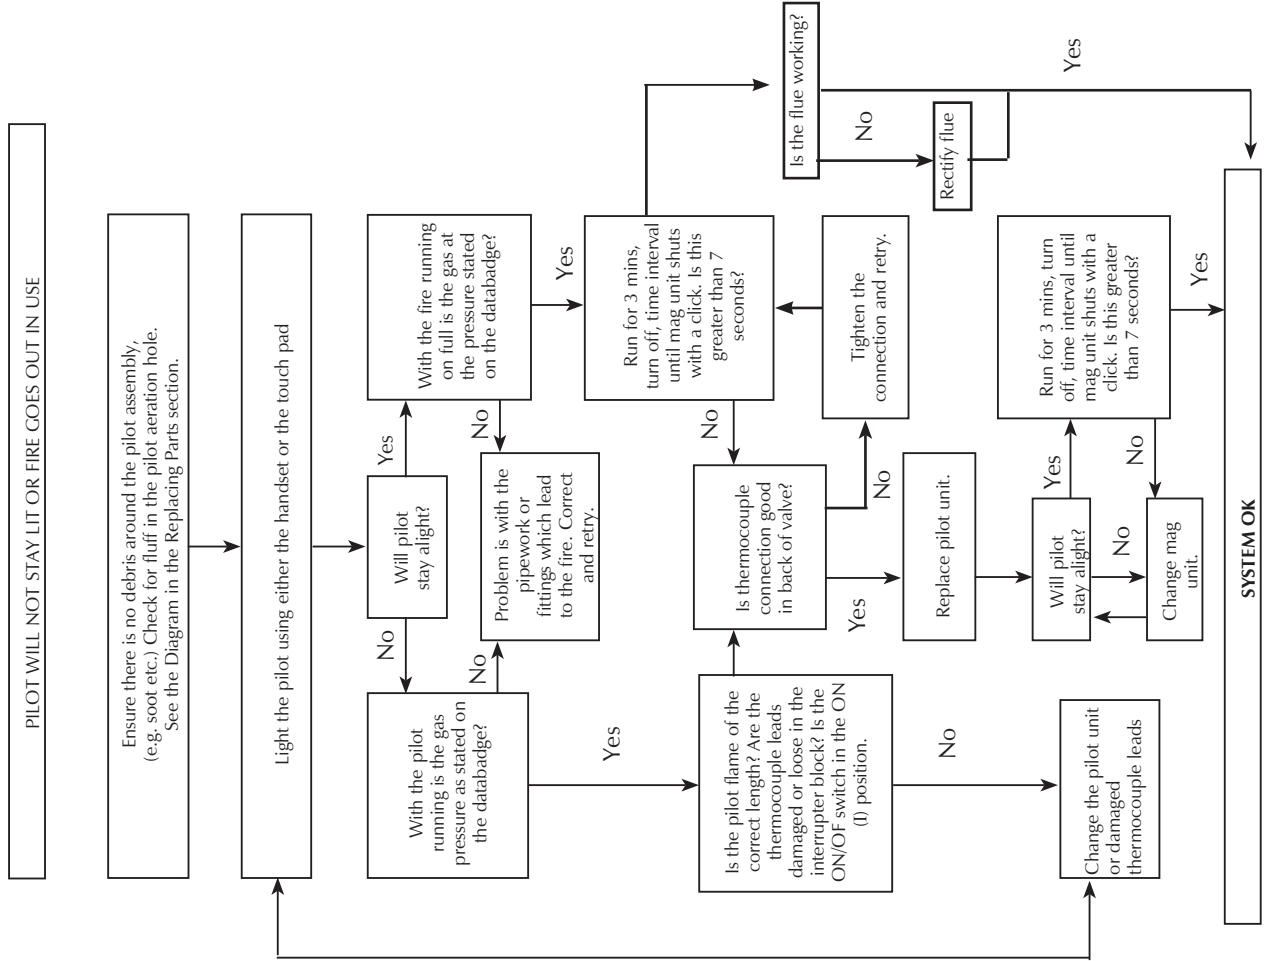 PILOT WILL NOT STAY LIT OR FIRE GOES OUT IN USE
Ensure there is no debris around the pilot assembly,
(e.g. soot etc.) Check for fluff in the pilot aeration hole.
See the Diagram in the Replacing Parts section.
Light the pilot using either the handset or the touch pad
Will pilot
stay alight?
No
Yes
With the pilot
running is the gas
pressure as stated on
the databadge?
No
Yes
Problem is with the
pipework or
fittings which lead
to the fire. Correct
and retry.
With the fire running
on full is the gas at
the pressure stated
on the databadge?
No
Yes
Run for 3 mins,
turn off, time interval
until mag unit shuts
with a click. Is this
greater than 7
seconds?
No
Is the flue working?
No
Yes
Rectify flue
Is the pilot flame of the
correct length? Are the
thermocouple leads
damaged or loose in the
interrupter block? Is the
ON/OF switch in the ON
(I) position.
No
Change the pilot unit
or damaged
thermocouple leads
Is thermocouple
connection good
in back of valve?
Yes
No
Tighten the
connection and retry.
Replace pilot unit.
Will pilot
stay alight?
Yes
No
Change mag
unit.
Run for 3 mins, turn
off, time interval until
mag unit shuts with a
click. Is this greater
than 7 seconds?
No
Yes
SYSTEM OK